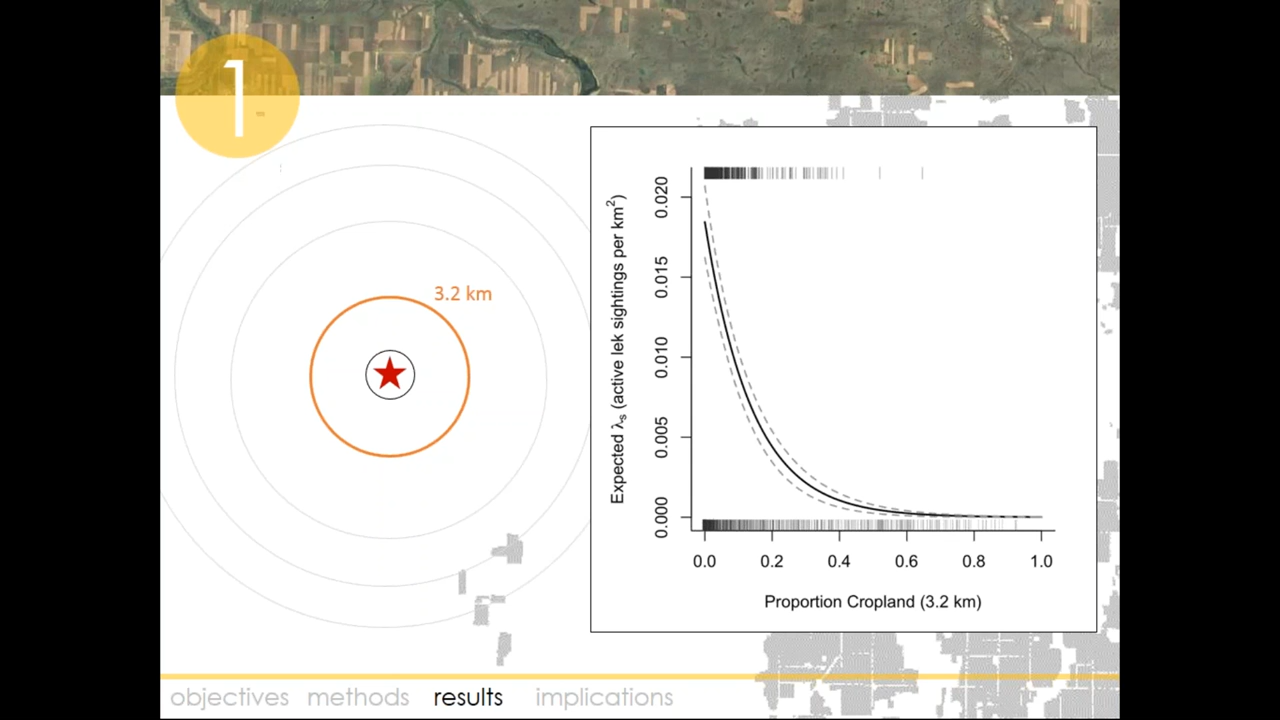 1
3.2 km
Expected λs (active lek sightings per km2)
0.020
0.015
0.010
0.005
0.000
0.0 0.2 0.4 0.6 0.8 1.0
Proportion Cropland (3.2 km)
objectives methods results implications